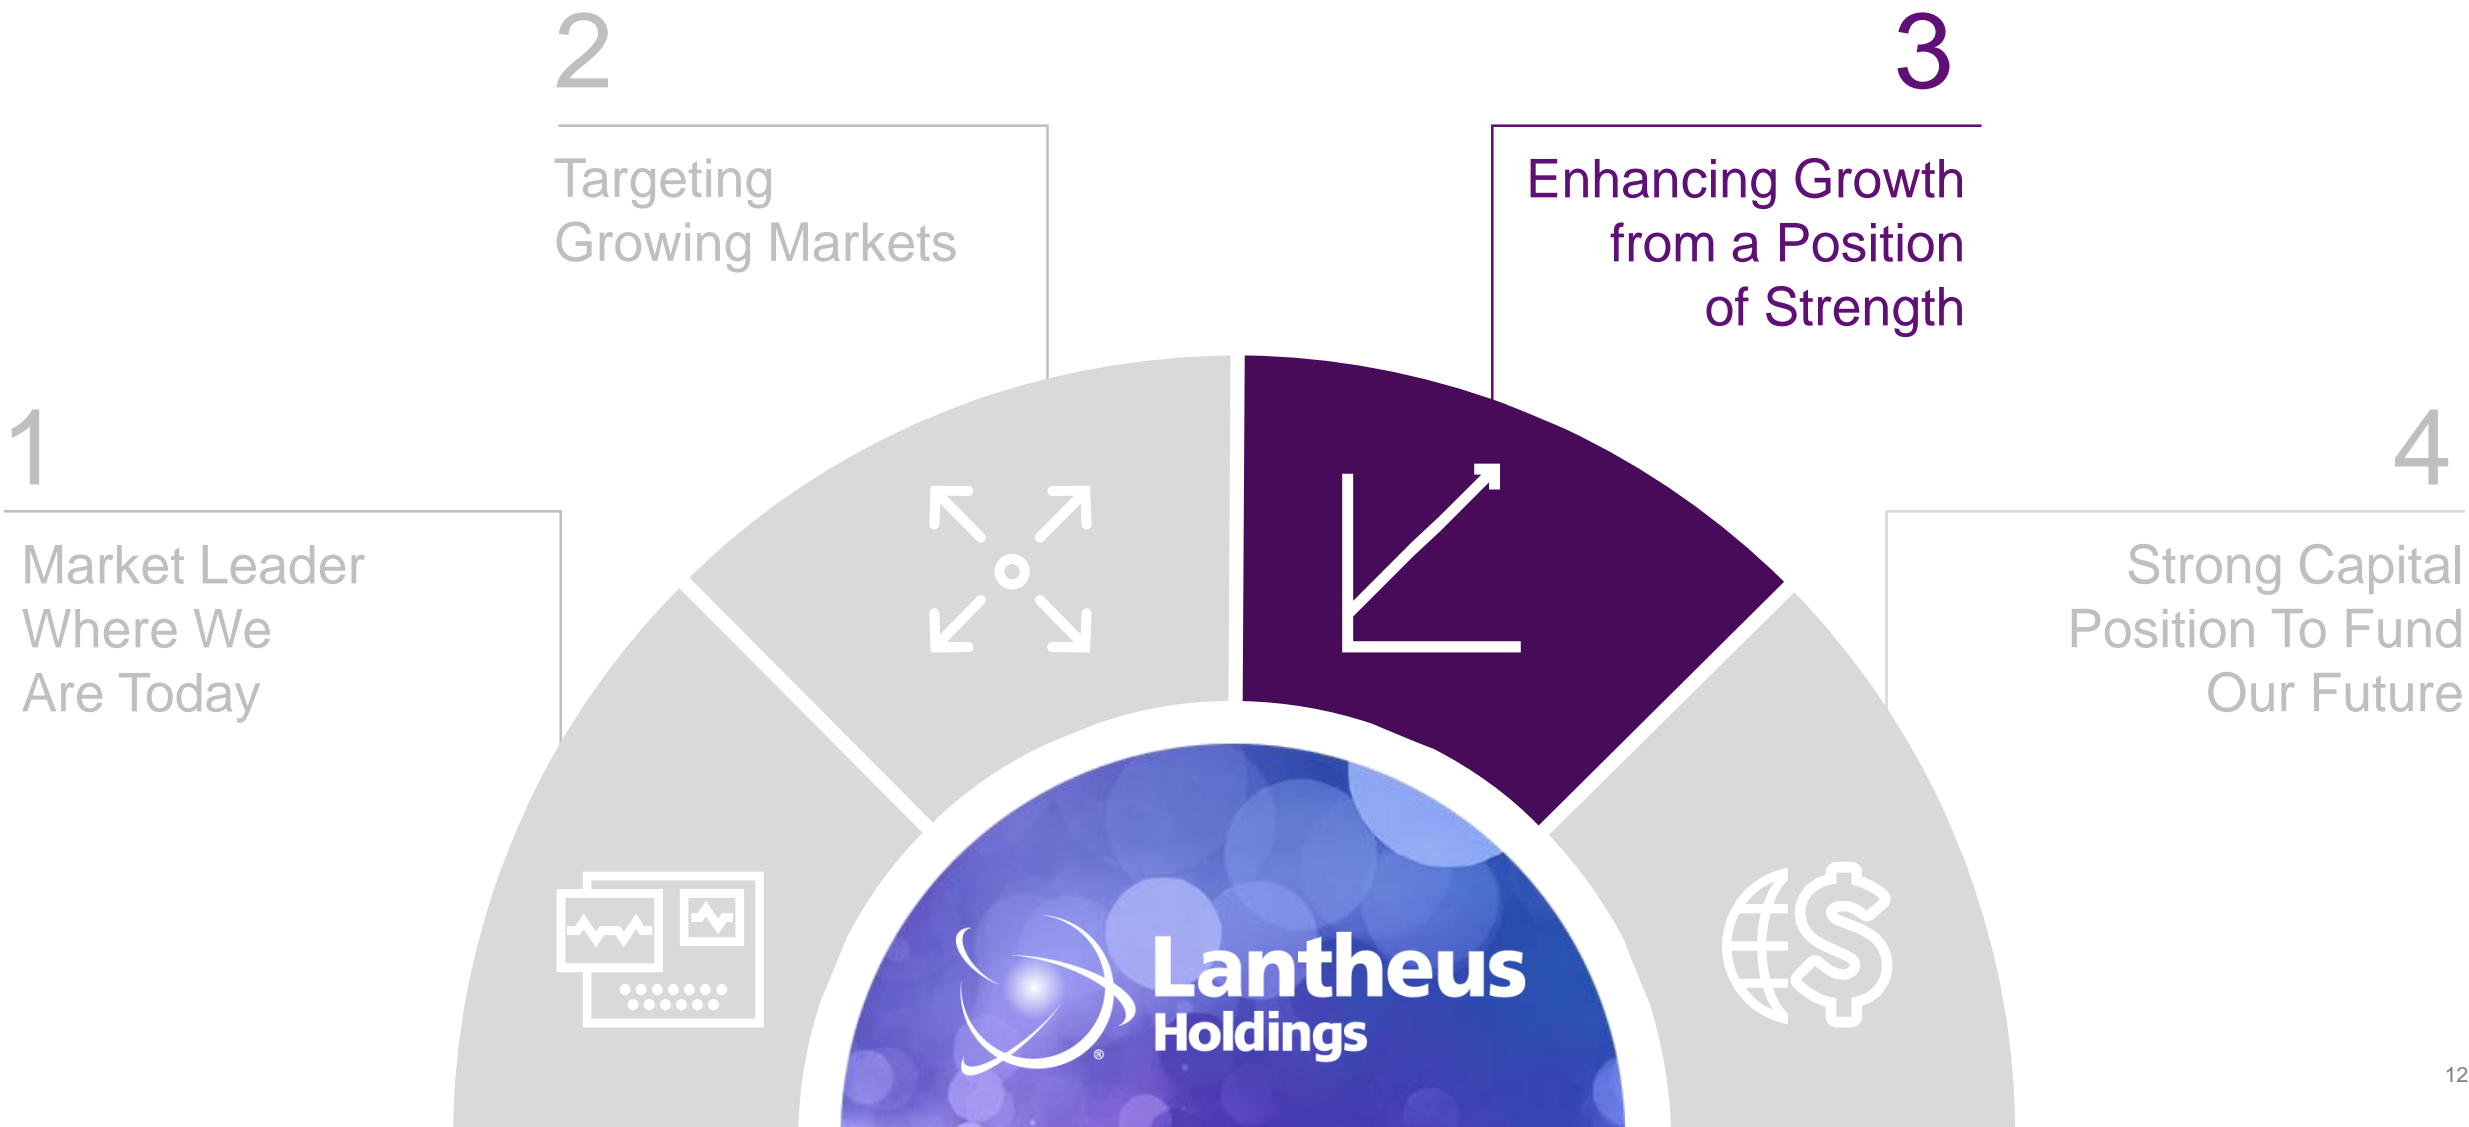 1
Market Leader
Where We
Are Today
2
Targeting
Growing Markets
3
Enhancing Growth
from a Position
of Strength
4
Strong Capital
Position To Fund
Our Future
Lantheus
Holdings
®
12